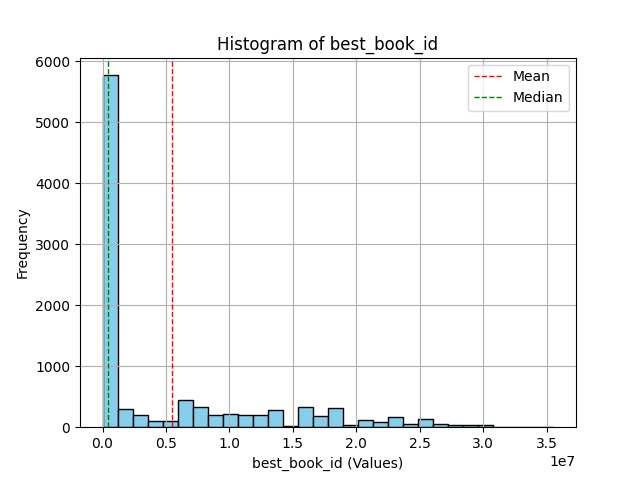 Histogram of best_book_id
Mean
Median
6000
5000
4000
3000
2000
1000
0
Frequency
0.0 0.5 1.0 1.5 2.0 2.5 3.0 3.5
1e7
best_book_id (Values)